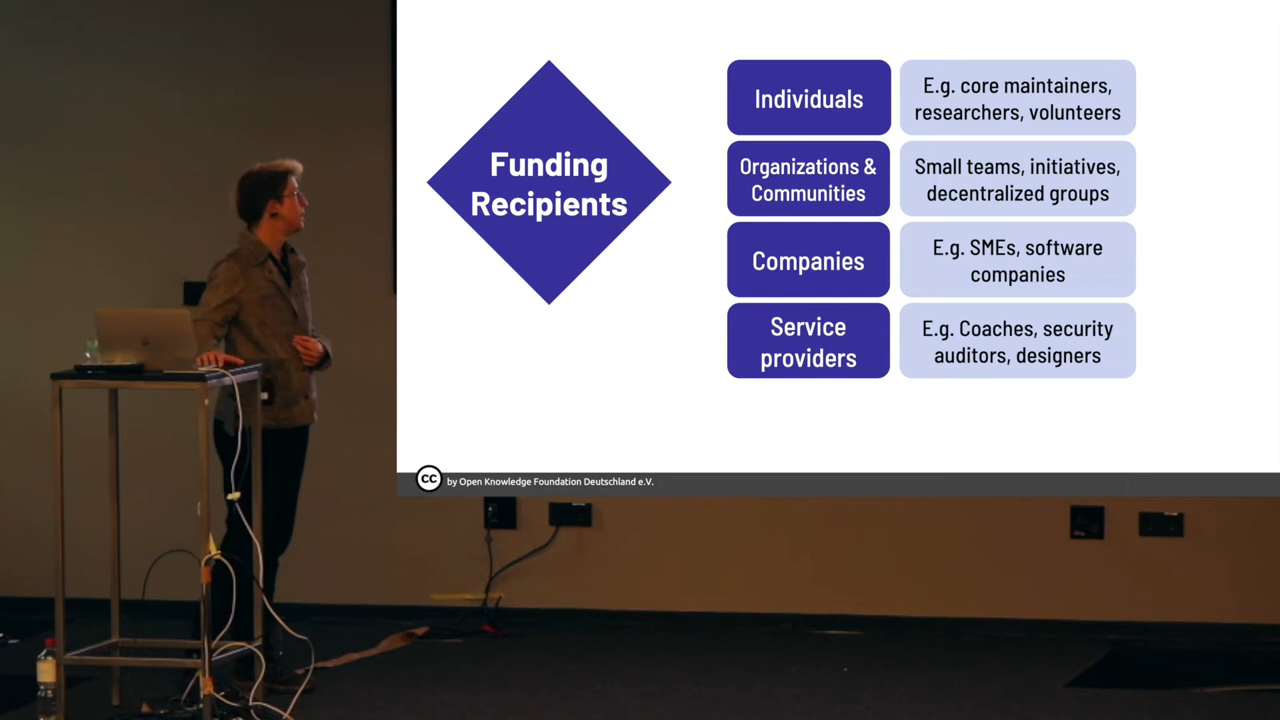 Funding
Recipients
Individuals
E.g. core maintainers,
researchers, volunteers
Organizations &
Communities
Small teams, initiatives,
decentralized groups
Companies
E.g. SMEs, software
companies
Service
providers
E.g. Coaches, security
auditors, designers
CC
by Open Knowledge Foundation Deutschland e.V.